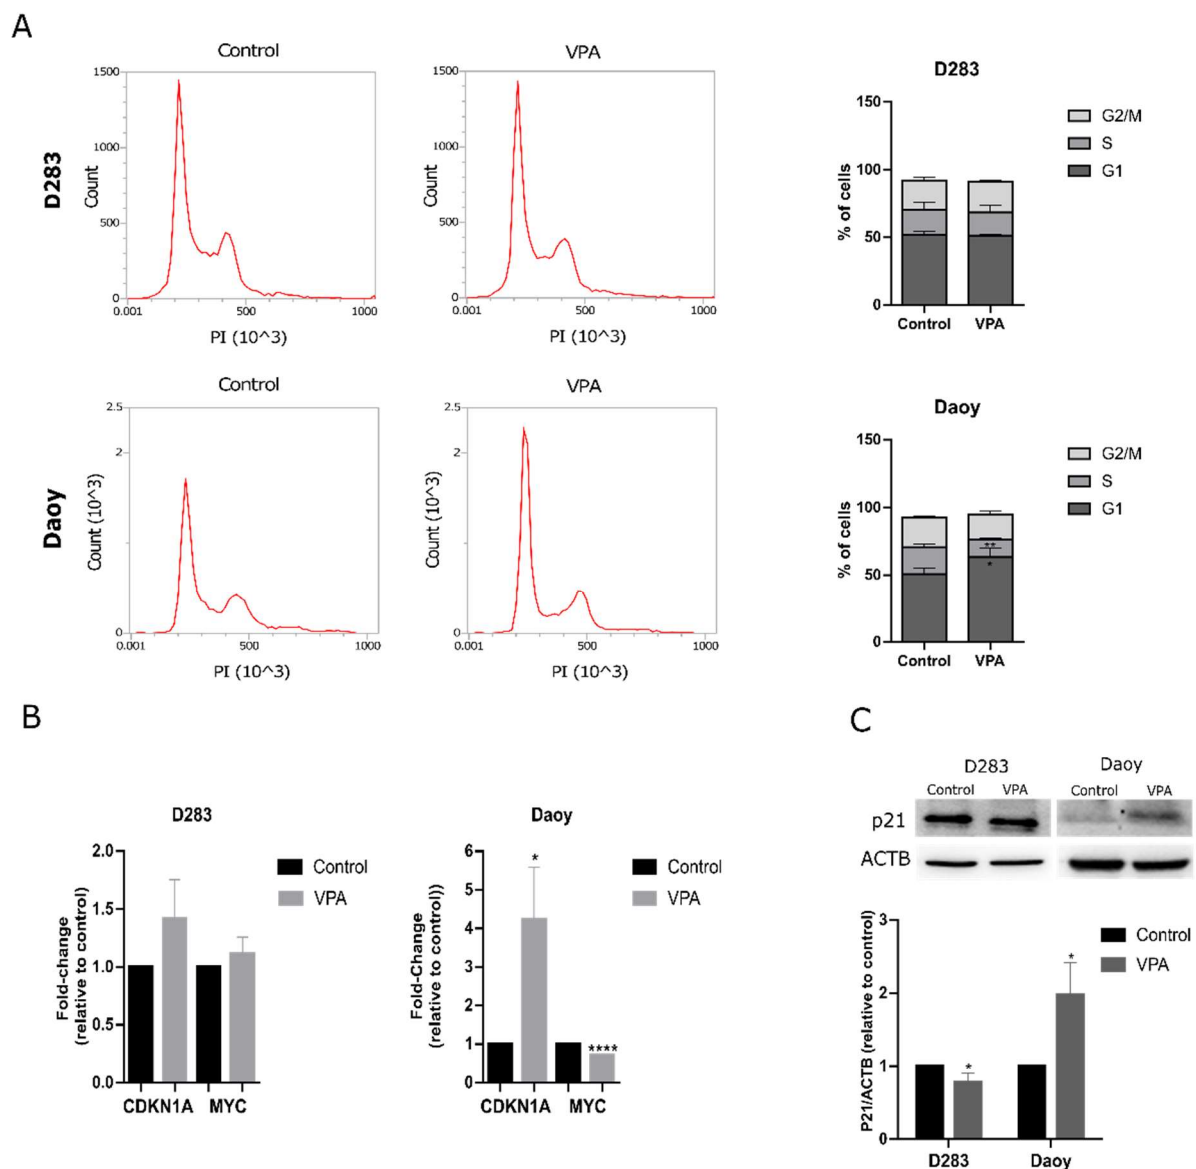 A
Control
VPA
D283
1500
1000
500
0
Count
0.001 500 1000
PI (10^3)
D283
1500
1000
500
0
Count
0.001 500 1000
PI (10^3)
150
100
50
0
% of cells
Control VPA
G2/M
S
G1
Control
VPA
Daoy
2.5
2
0
Count (10^3)
0.001 500 1000
PI (10^3)
Daoy
2.5
2
0
Count (10^3)
0.001 500 1000
PI (10^3)
150
100
50
0
% of cells
**
*
Control VPA
G2/M
S
G1
B
D283
2.0
1.5
1.0
0.5
0.0
Fold-change
(relative to control)
CDKN1A MYC
Control
VPA
Daoy
6
5
4
3
2
1
0
Fold-Change
(relative to control))
*
****
CDKN1A MYC
Control
VPA
C
D283 Daoy
Control VPA Control VPA
p21
ACTB
3
2
1
0
P21/ACTB (relative to control)
*
*
D283 Daoy
Control
VPA